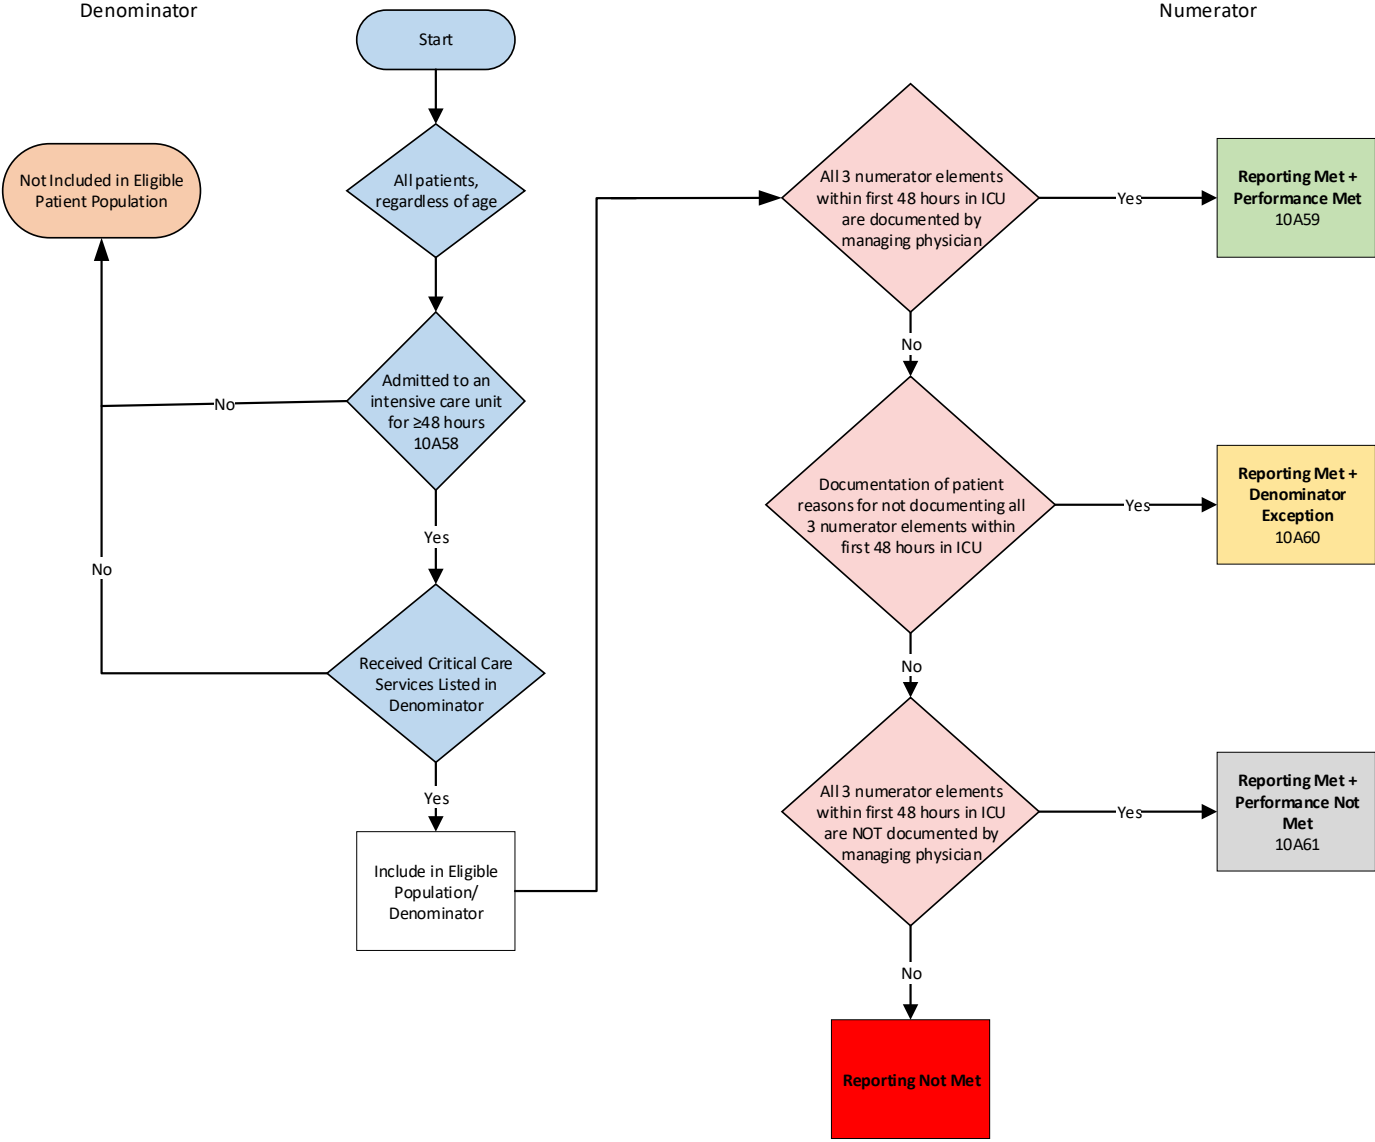 Denominator
Numerator
Start
All patients,
regardless of age
Not Included in Eligible
Patient Population
Admitted to an
intensive care unit
for ≥48 hours
10A58
No
Yes
No
Received Critical Care
Services Listed in
Denominator
Yes
Include in Eligible
Population/
Denominator
All 3 numerator elements
within first 48 hours in ICU
are documented by
managing physician
Yes
Reporting Met +
Performance Met
10A59
No
Documentation of patient
reasons for not documenting all
3 numerator elements within
first 48 hours in ICU
Yes
Reporting Met +
Denominator
Exception
10A60
No
All 3 numerator elements
within first 48 hours in ICU
are NOT documented by
managing physician
Yes
Reporting Met +
Performance Not
Met
10A61
No
Reporting Not Met